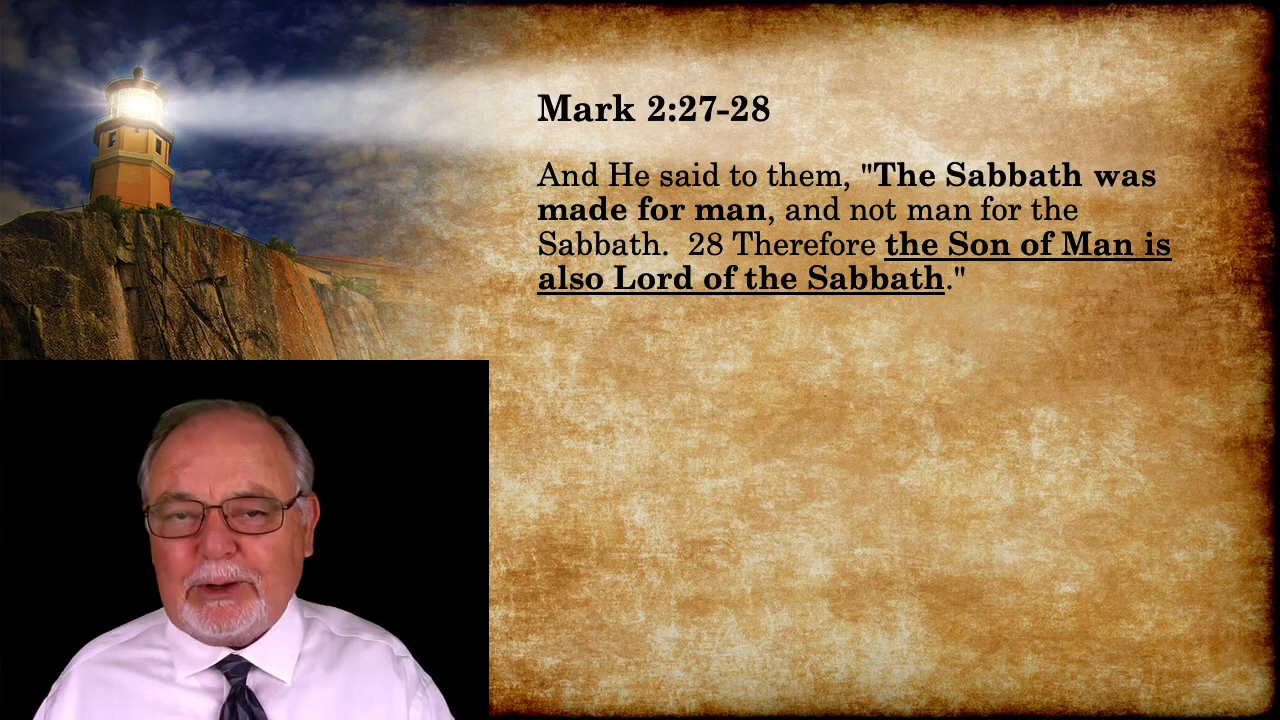 Mark 2:27-28
And He said to them, "The Sabbath was
made for man, and not man for the
Sabbath.  28 Therefore the Son of Man is
also Lord of the Sabbath."